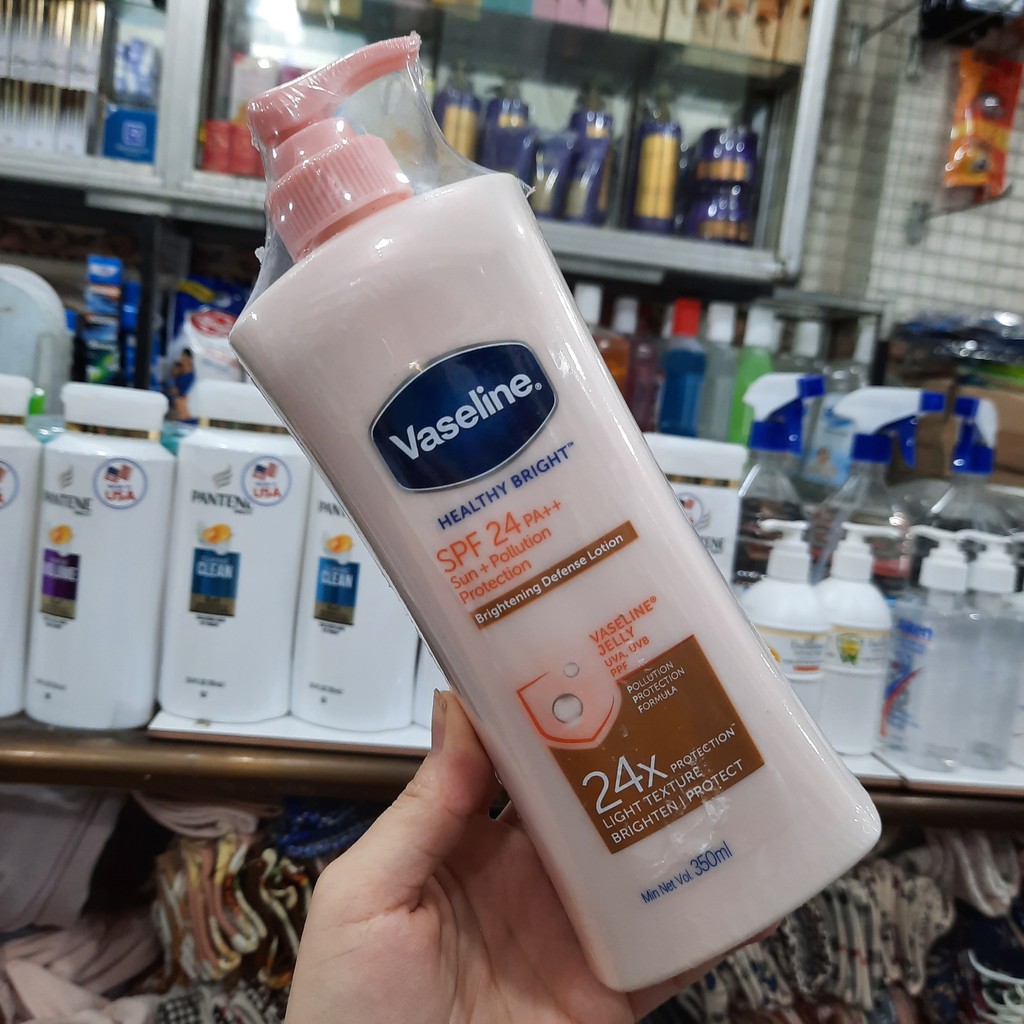 Vaseline®
HEALTHY BRIGHT™
SPF 24 PA++
Sun + Pollution
Protection
Brightening Defense Lotion
VASELINE®
JELLY
UVA, UVB
PPF
POLLUTION
PROTECTION
FORMULA
24x PROTECTION™
LIGHT TEXTURE
BRIGHTEN | PROTECT
Min Net Vol. 350ml
PANTENE
USA
PANTENE
USA
CLEAN
CLEAN